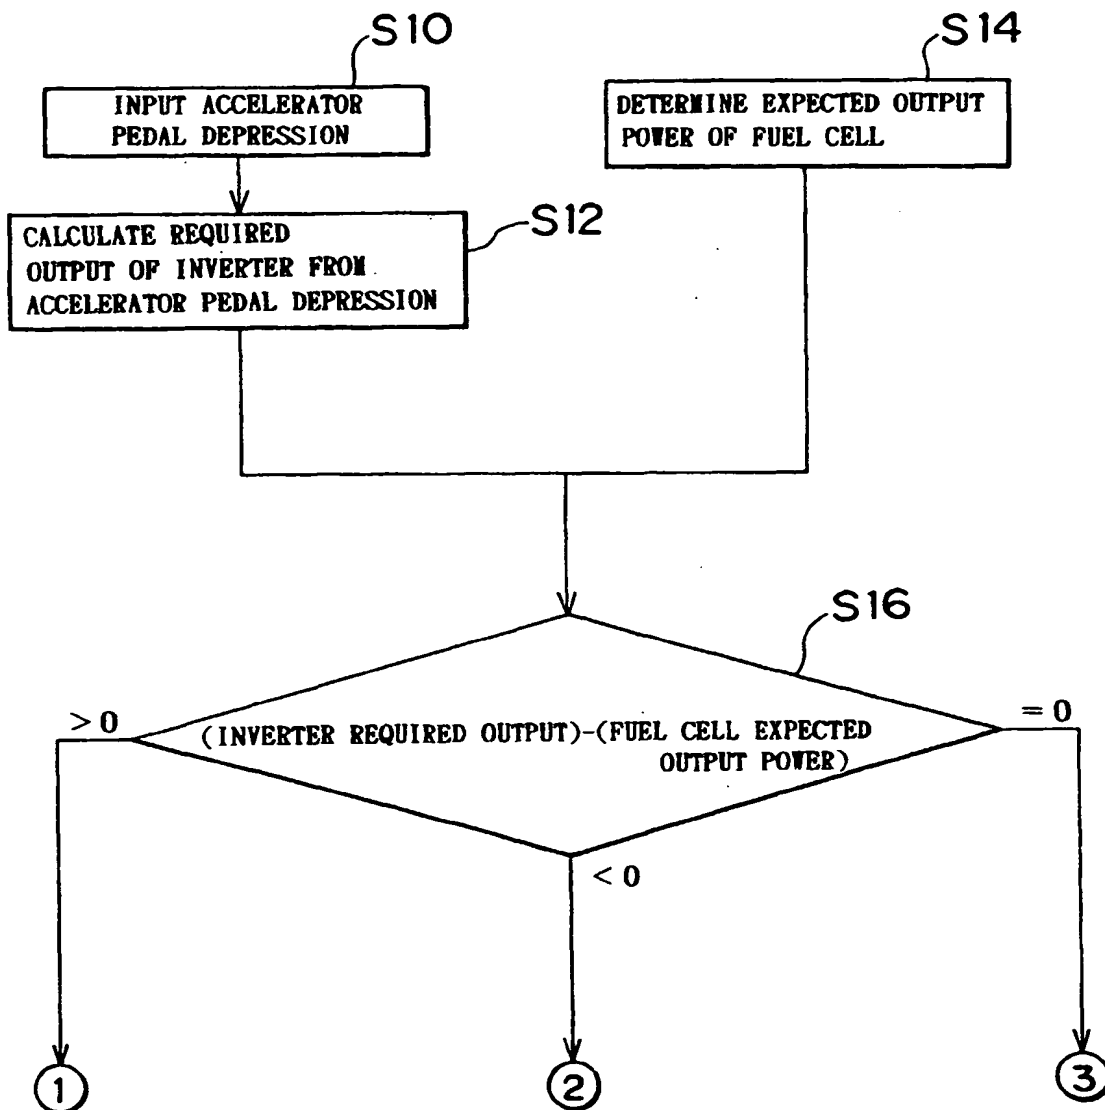 S10
INPUT ACCELERATOR
PEDAL DEPRESSION
S14
DETERMINE EXPECTED OUTPUT
POWER OF FUEL CELL
S12
CALCULATE REQUIRED
OUTPUT OF INVERTER FROM
ACCELERATOR PEDAL DEPRESSION
S16
>0
(INVERTER REQUIRED OUTPUT)-(FUEL CELL EXPECTED
OUTPUT POWER)
=0
<0
1
2
3